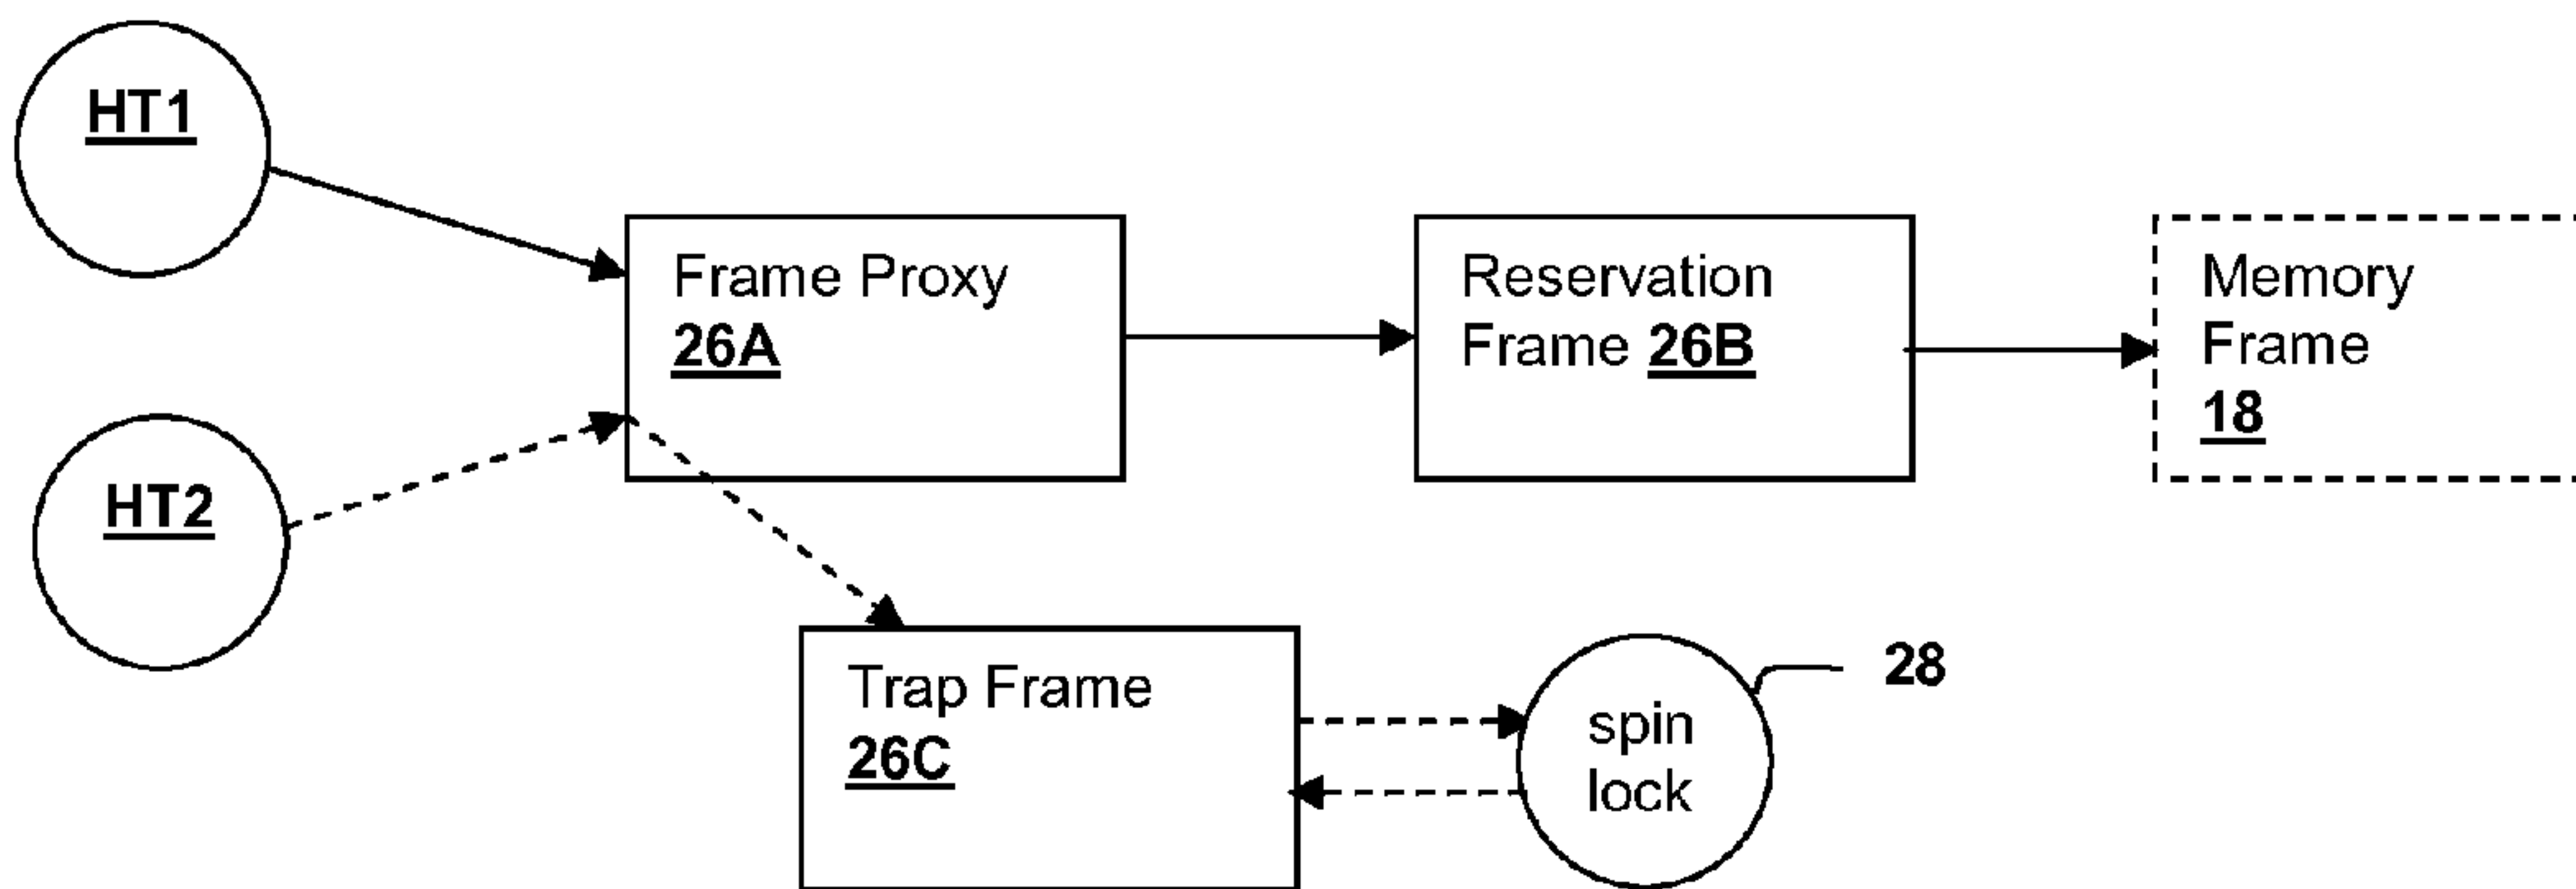 HT1
Frame Proxy
26A
Reservation
Frame 26B
Memory
Frame
18
HT2
Trap Frame
26C
spin
lock
28